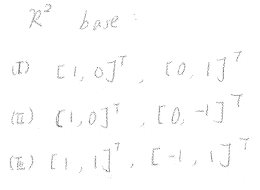 R² base :
(I) [1, 0]ᵀ , [0, 1]ᵀ
(II) [1,0]ᵀ , [0, -1]ᵀ
(III) [1, 1]ᵀ, [-1, 1]ᵀ